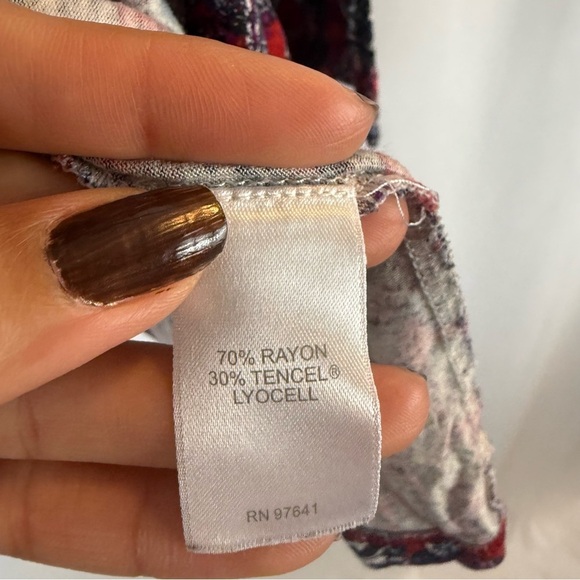 70% RAYON
30% TENCEL®
LYOCELL
RN 97641